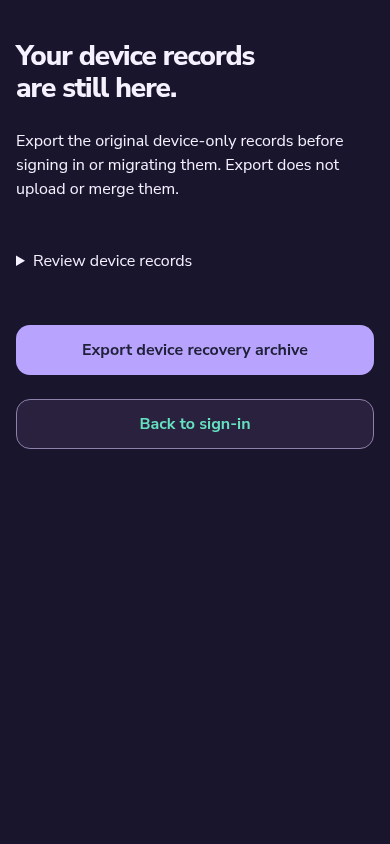 Your device records
are still here.
Export the original device-only records before
signing in or migrating them. Export does not
upload or merge them.
Review device records
Export device recovery archive
Back to sign-in